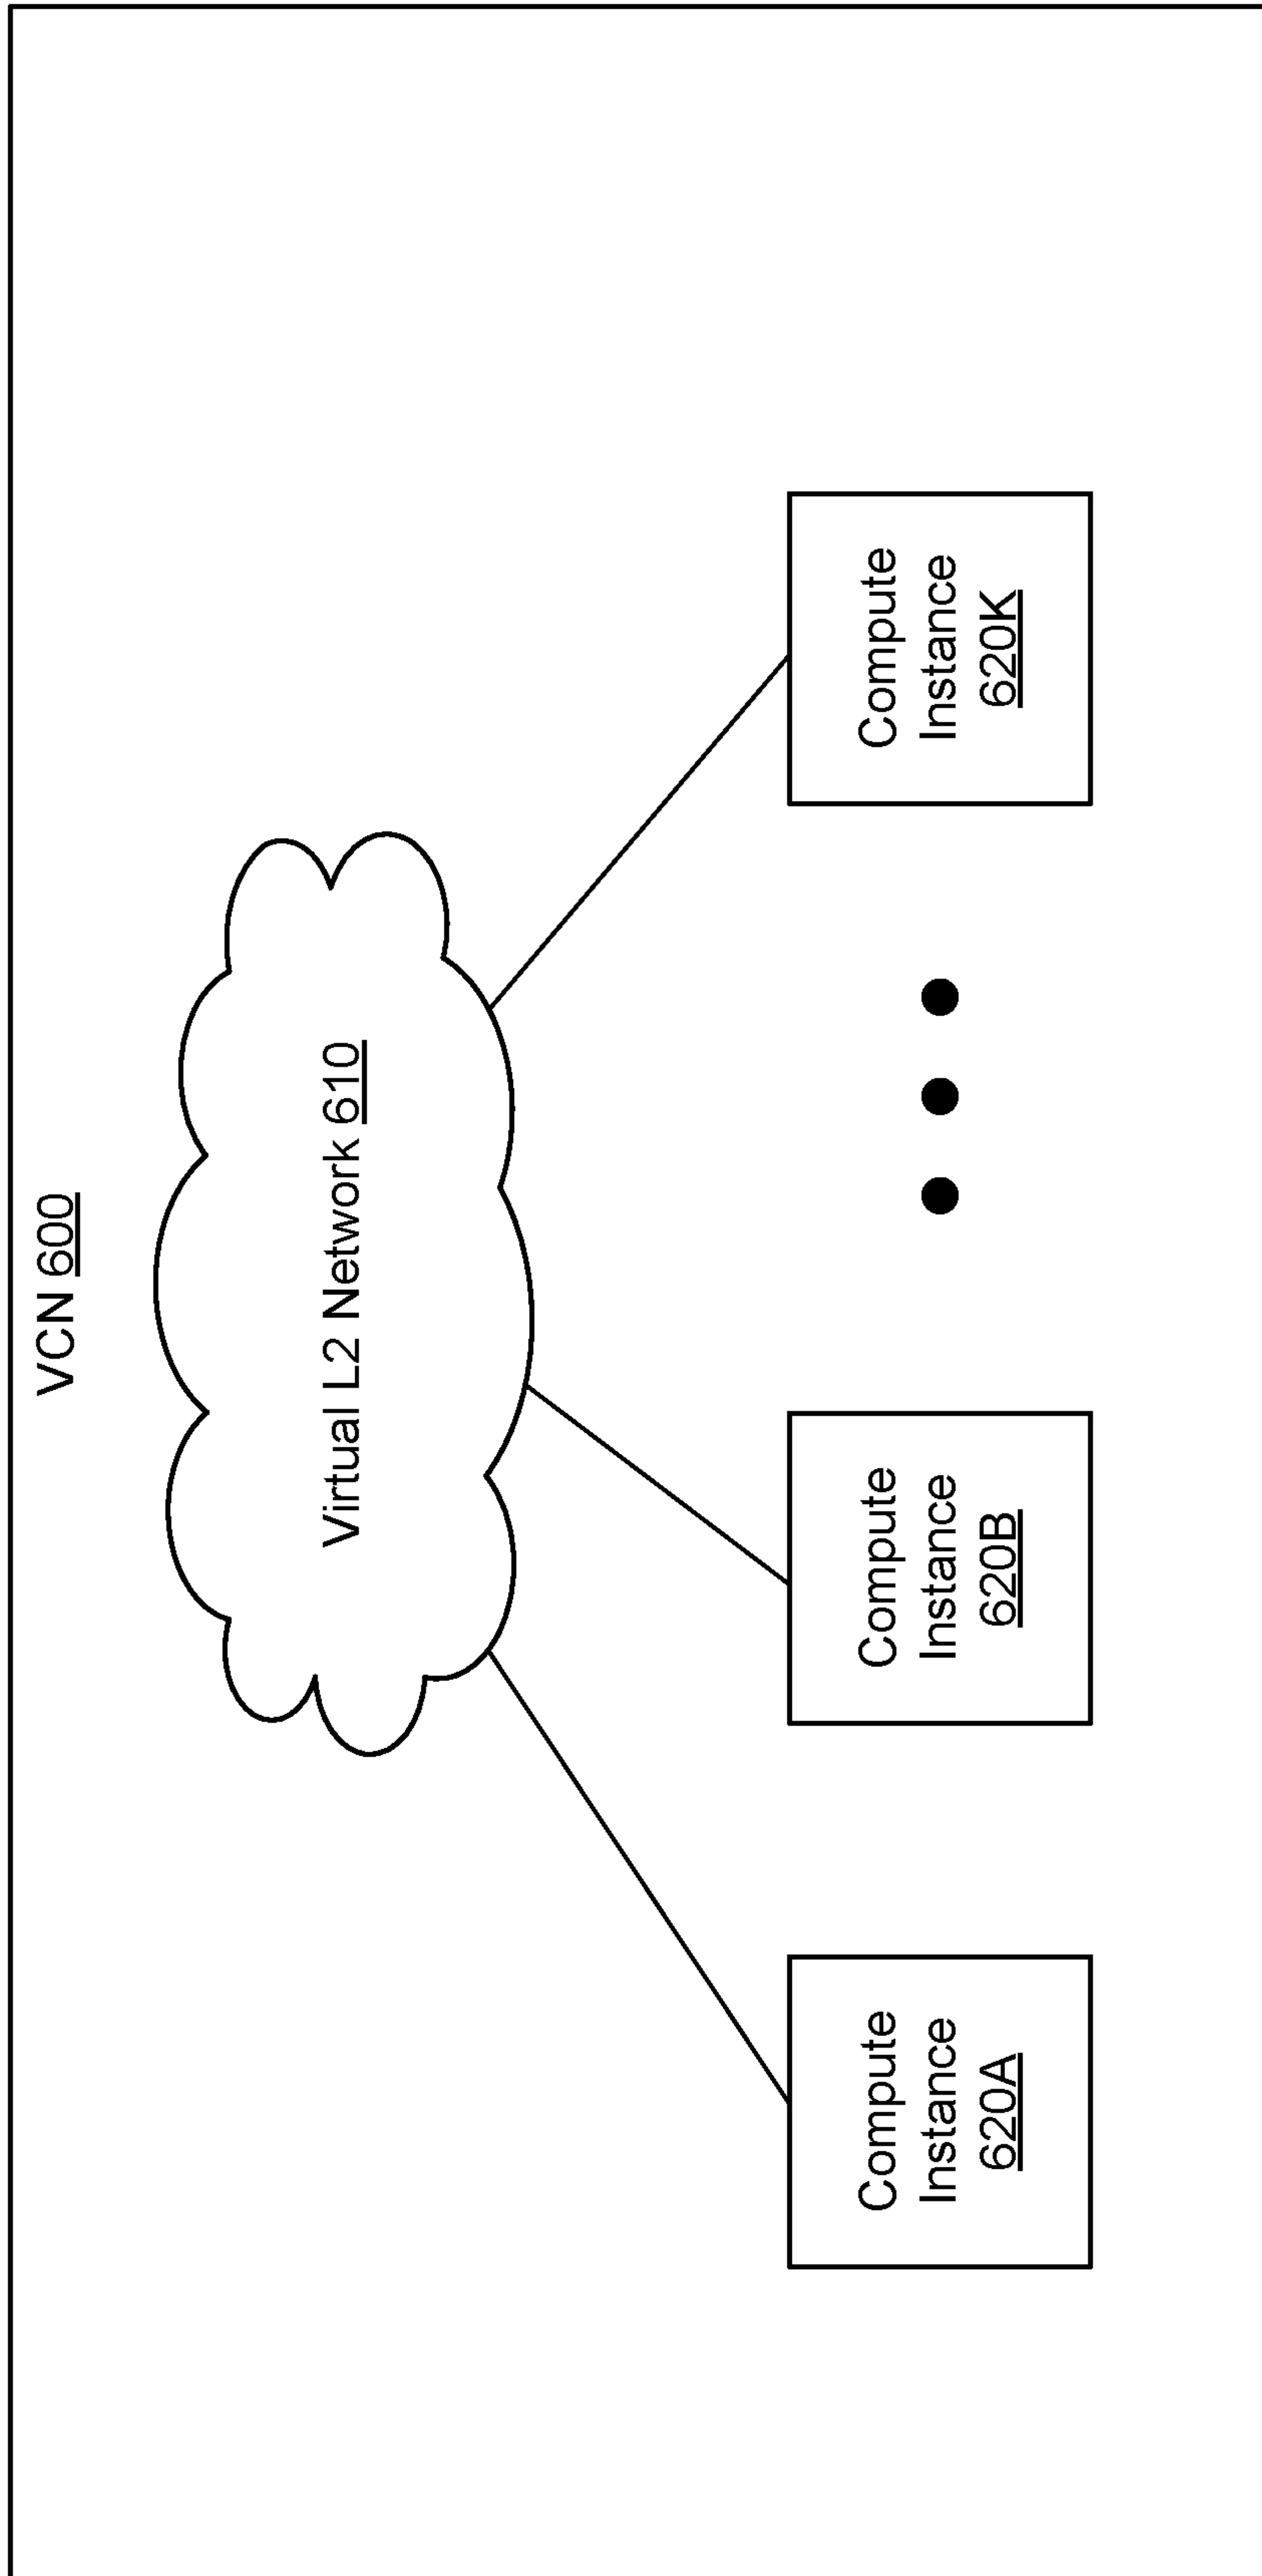 VCN 600
Virtual L2 Network 610
Compute
Instance
620A
Compute
Instance
620B
Compute
Instance
620K